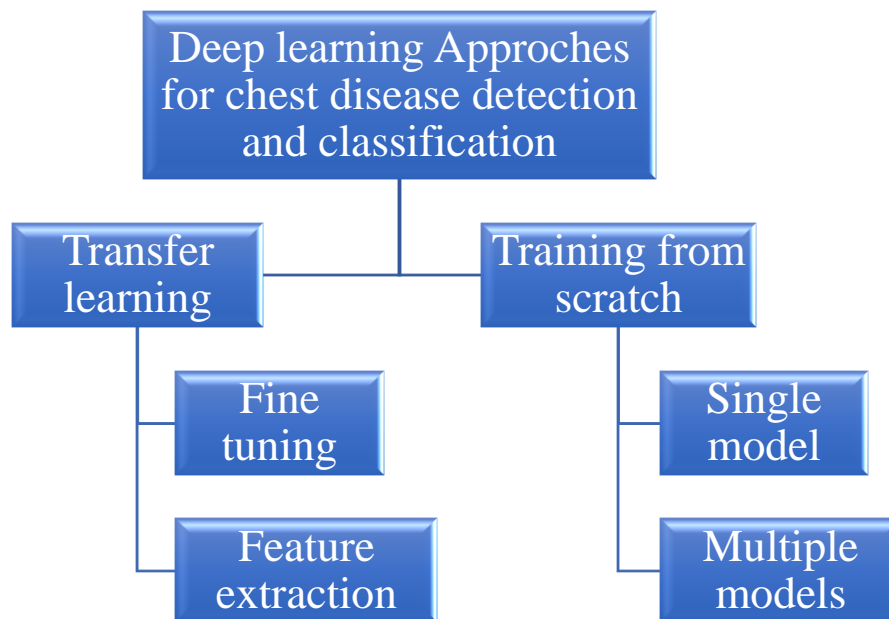 Deep learning Approches
for chest disease detection
and classification
Transfer
learning
Training from
scratch
Fine
tuning
Single
model
Feature
extraction
Multiple
models